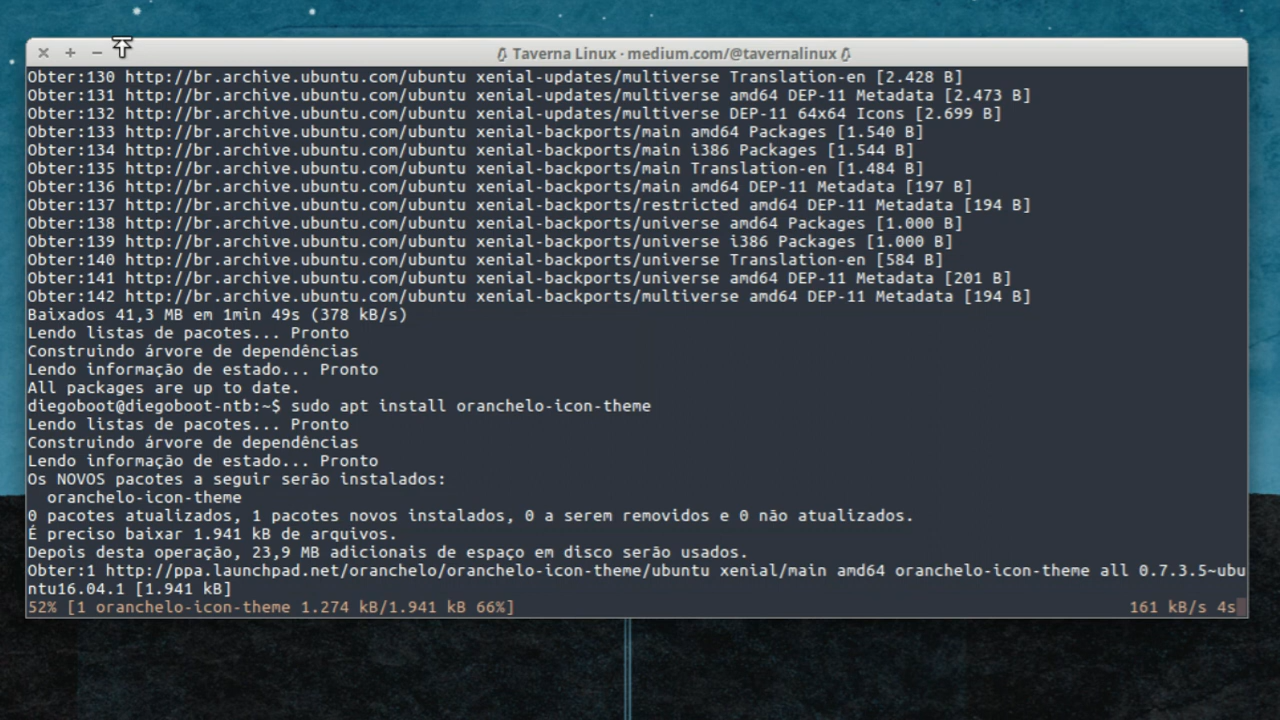 Taverna Linux · medium.com/@tavernalinux
Obter:130 http://br.archive.ubuntu.com/ubuntu xenial-updates/multiverse Translation-en [2.428 B]
Obter:131 http://br.archive.ubuntu.com/ubuntu xenial-updates/multiverse amd64 DEP-11 Metadata [2.473 B]
Obter:132 http://br.archive.ubuntu.com/ubuntu xenial-updates/multiverse DEP-11 64x64 Icons [2.699 B]
Obter:133 http://br.archive.ubuntu.com/ubuntu xenial-backports/main amd64 Packages [1.540 B]
Obter:134 http://br.archive.ubuntu.com/ubuntu xenial-backports/main i386 Packages [1.544 B]
Obter:135 http://br.archive.ubuntu.com/ubuntu xenial-backports/main Translation-en [1.484 B]
Obter:136 http://br.archive.ubuntu.com/ubuntu xenial-backports/main amd64 DEP-11 Metadata [197 B]
Obter:137 http://br.archive.ubuntu.com/ubuntu xenial-backports/restricted amd64 DEP-11 Metadata [194 B]
Obter:138 http://br.archive.ubuntu.com/ubuntu xenial-backports/universe amd64 Packages [1.000 B]
Obter:139 http://br.archive.ubuntu.com/ubuntu xenial-backports/universe i386 Packages [1.000 B]
Obter:140 http://br.archive.ubuntu.com/ubuntu xenial-backports/universe Translation-en [584 B]
Obter:141 http://br.archive.ubuntu.com/ubuntu xenial-backports/universe amd64 DEP-11 Metadata [201 B]
Obter:142 http://br.archive.ubuntu.com/ubuntu xenial-backports/multiverse amd64 DEP-11 Metadata [194 B]
Baixados 41,3 MB em 1min 49s (378 kB/s)
Lendo listas de pacotes... Pronto
Construindo árvore de dependências
Lendo informação de estado... Pronto
All packages are up to date.
diegoboot@diegoboot-ntb:~$ sudo apt install oranchelo-icon-theme
Lendo listas de pacotes... Pronto
Construindo árvore de dependências
Lendo informação de estado... Pronto
Os NOVOS pacotes a seguir serão instalados:
oranchelo-icon-theme
0 pacotes atualizados, 1 pacotes novos instalados, 0 a serem removidos e 0 não atualizados.
É preciso baixar 1.941 kB de arquivos.
Depois desta operação, 23,9 MB adicionais de espaço em disco serão usados.
Obter:1 http://ppa.launchpad.net/oranchelo/oranchelo-icon-theme/ubuntu xenial/main amd64 oranchelo-icon-theme all 0.7.3.5~ubu
ntu16.04.1 [1.941 kB]
52% [1 oranchelo-icon-theme 1.274 kB/1.941 kB 66%] 161 kB/s 4s